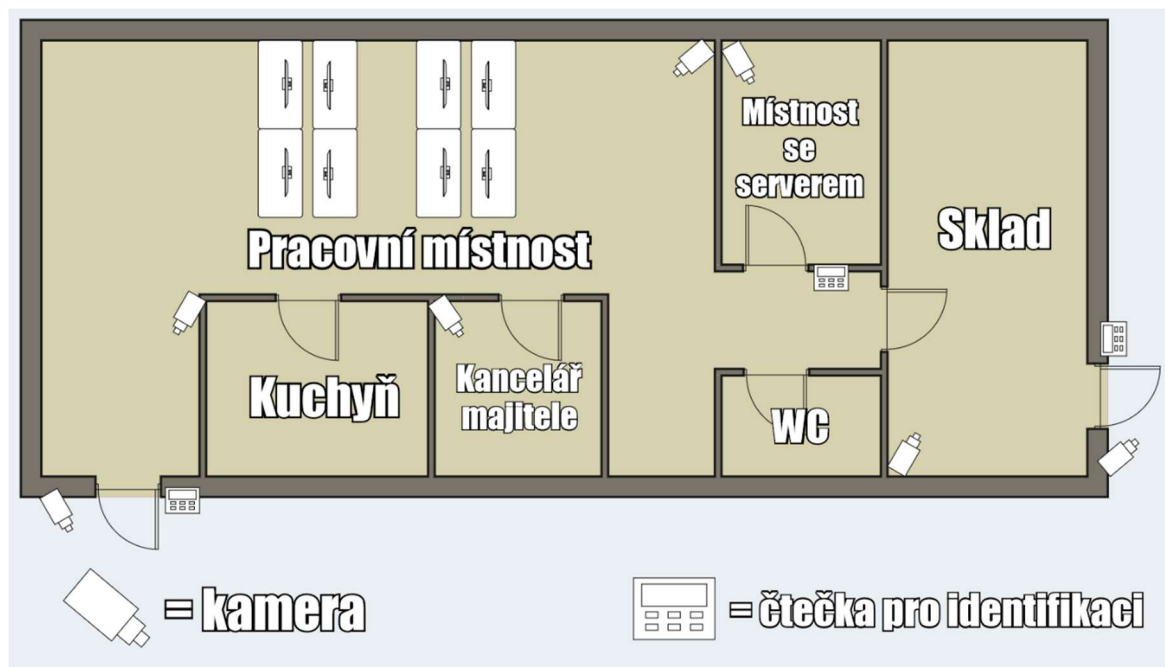 Místnost
se
serverem
Sklad
Pracovní místnost
Kuchyň
Kancelář
majitele
WC
= kamera
= čtečka pro identifikaci